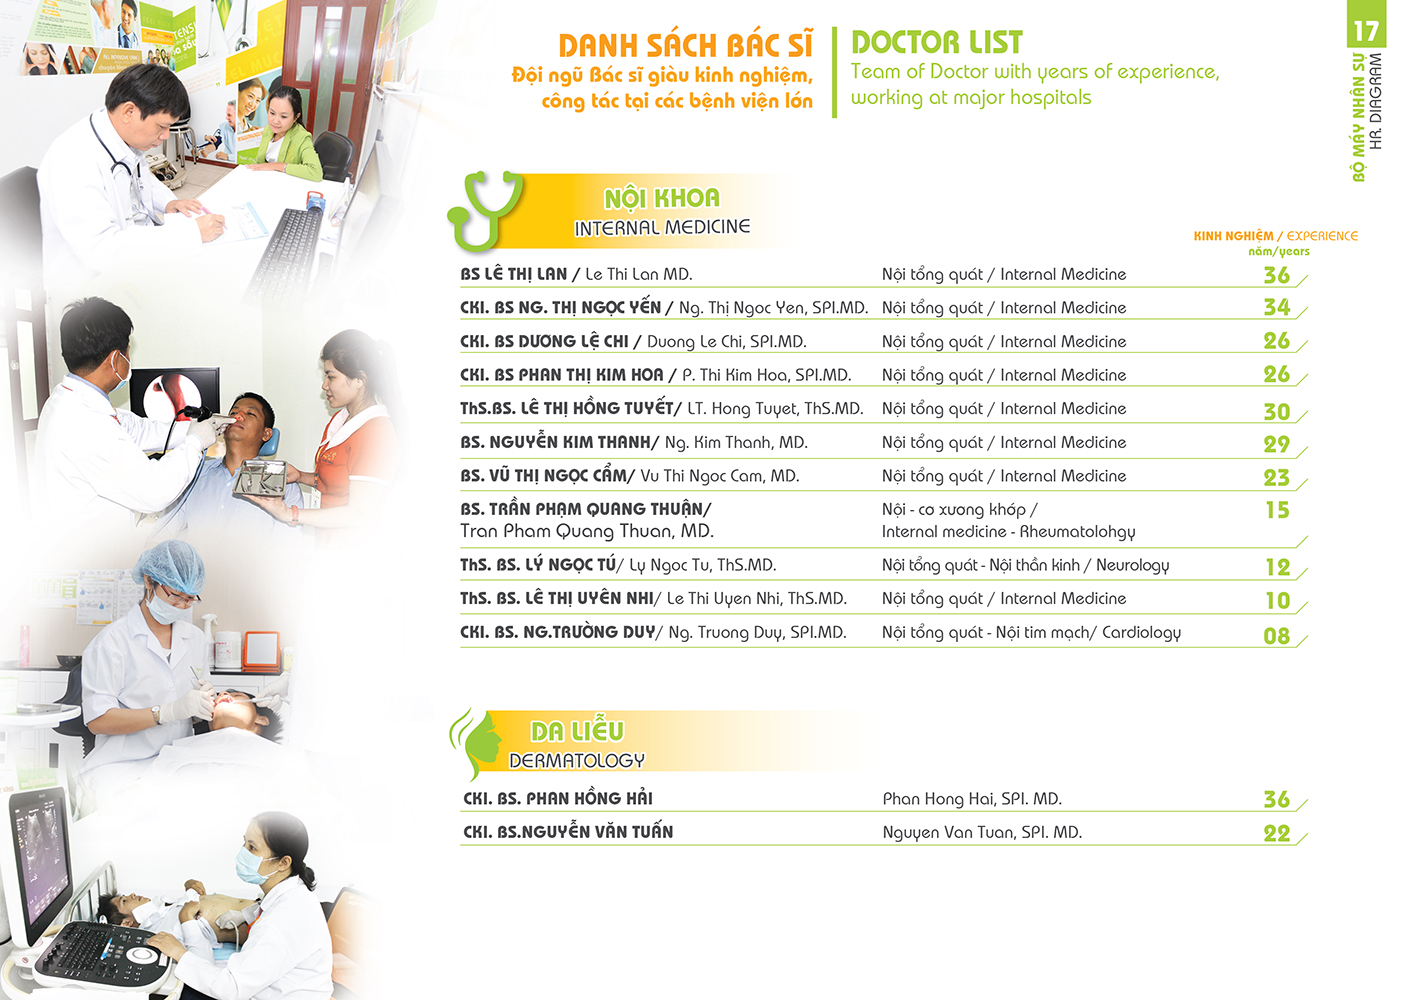 17
BỘ MÁY NHÂN SỰ
HR. DIAGRAM
DANH SÁCH BÁC SĨ
Đội ngũ Bác sĩ giàu kinh nghiệm,
công tác tại các bệnh viện lớn
DOCTOR LIST
Team of Doctor with years of experience,
working at major hospitals
NỘI KHOA
INTERNAL MEDICINE
KINH NGHIỆM / EXPERIENCE
năm/years
BS LÊ THỊ LAN / Le Thi Lan MD. Nội tổng quát / Internal Medicine 36
CKI. BS NG. THỊ NGỌC YẾN / Ng. Thị Ngoc Yen, SPI.MD. Nội tổng quát / Internal Medicine 34
CKI. BS DƯƠNG LỆ CHI / Duong Le Chi, SPI.MD. Nội tổng quát / Internal Medicine 26
CKI. BS PHAN THỊ KIM HOA / P. Thi Kim Hoa, SPI.MD. Nội tổng quát / Internal Medicine 26
ThS.BS. LÊ THỊ HỒNG TUYẾT/ LT. Hong Tuyet, ThS.MD. Nội tổng quát / Internal Medicine 30
BS. NGUYỄN KIM THANH/ Ng. Kim Thanh, MD. Nội tổng quát / Internal Medicine 29
BS. VŨ THỊ NGỌC CẨM/ Vu Thi Ngoc Cam, MD. Nội tổng quát / Internal Medicine 23
BS. TRẦN PHẠM QUANG THUẬN/ Nội - cơ xương khớp / 15
Tran Pham Quang Thuan, MD. Internal medicine - Rheumatolohgy
ThS. BS. LÝ NGỌC TÚ/ Ly Ngoc Tu, ThS.MD. Nội tổng quát - Nội thần kinh / Neurology 12
ThS. BS. LÊ THỊ UYÊN NHI/ Le Thi Uyen Nhi, ThS.MD. Nội tổng quát / Internal Medicine 10
CKI. BS. NG.TRƯỜNG DUY/ Ng. Truong Duy, SPI.MD. Nội tổng quát - Nội tim mạch/ Cardiology 08
DA LIỄU
DERMATOLOGY
CKI. BS. PHAN HỒNG HẢI Phan Hong Hai, SPI. MD. 36
CKI. BS.NGUYỄN VĂN TUẤN Nguyen Van Tuan, SPI. MD. 22